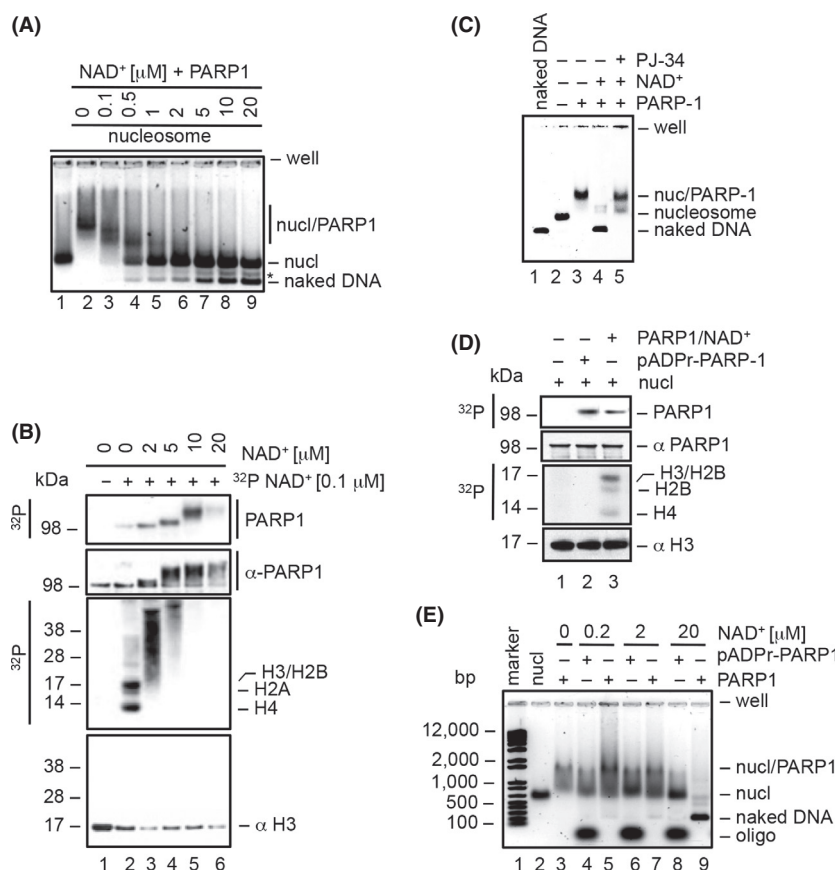 (A)
NAD⁺ [μM] + PARP1
0 0.1 0.5 1 2 5 10 20
nucleosome
– well
nucl/PARP1
– nucl
*
– naked DNA
1 2 3 4 5 6 7 8 9
(B)
0 0 2 5 10 20 NAD⁺ [μM]
kDa – + + + + + ³²P NAD⁺ [0.1 μM]
³²P 98 – PARP1
98 – α-PARP1
³²P
38 –
28 –
17 – H3/H2B
– H2A
14 – – H4
38 –
28 –
17 – – α H3
1 2 3 4 5 6
(C)
naked DNA
– – – + – PJ-34
– – + + – NAD⁺
– + + + – PARP-1
– well
– nuc/PARP-1
– nucleosome
– naked DNA
1 2 3 4 5
(D)
– – + PARP1/NAD⁺
– + – pADPr-PARP-1
kDa + + + nucl
³²P 98 – – PARP1
98 – α PARP1
³²P 17 – H3/H2B
– H2B
14 – – H4
17 – – α H3
1 2 3
(E)
marker
nucl
0 0.2 2 20 NAD⁺ [μM]
– + – + – + – pADPr-PARP1
bp + – + – + – + PARP1
– well
12,000 –
2,000 – – nucl/PARP1
1,000 –
500 – – nucl
100 – – naked DNA
– oligo
1 2 3 4 5 6 7 8 9